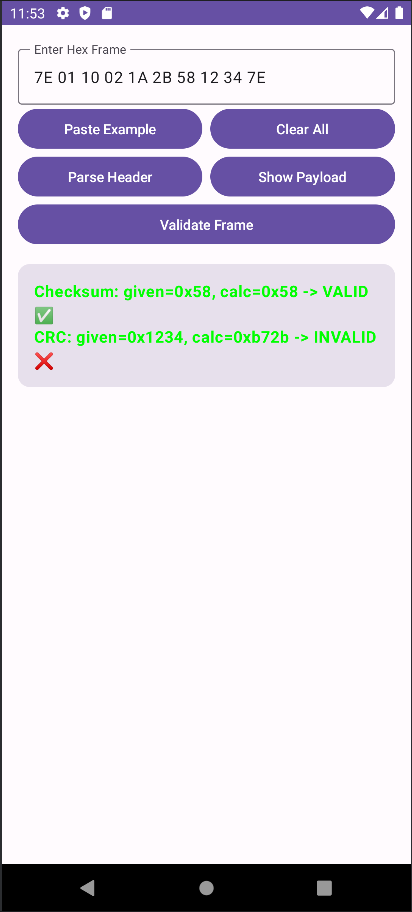 11:53
Enter Hex Frame
7E 01 10 02 1A 2B 58 12 34 7E
Paste Example
Clear All
Parse Header
Show Payload
Validate Frame
Checksum: given=0x58, calc=0x58 -> VALID
✅
CRC: given=0x1234, calc=0xb72b -> INVALID
❌